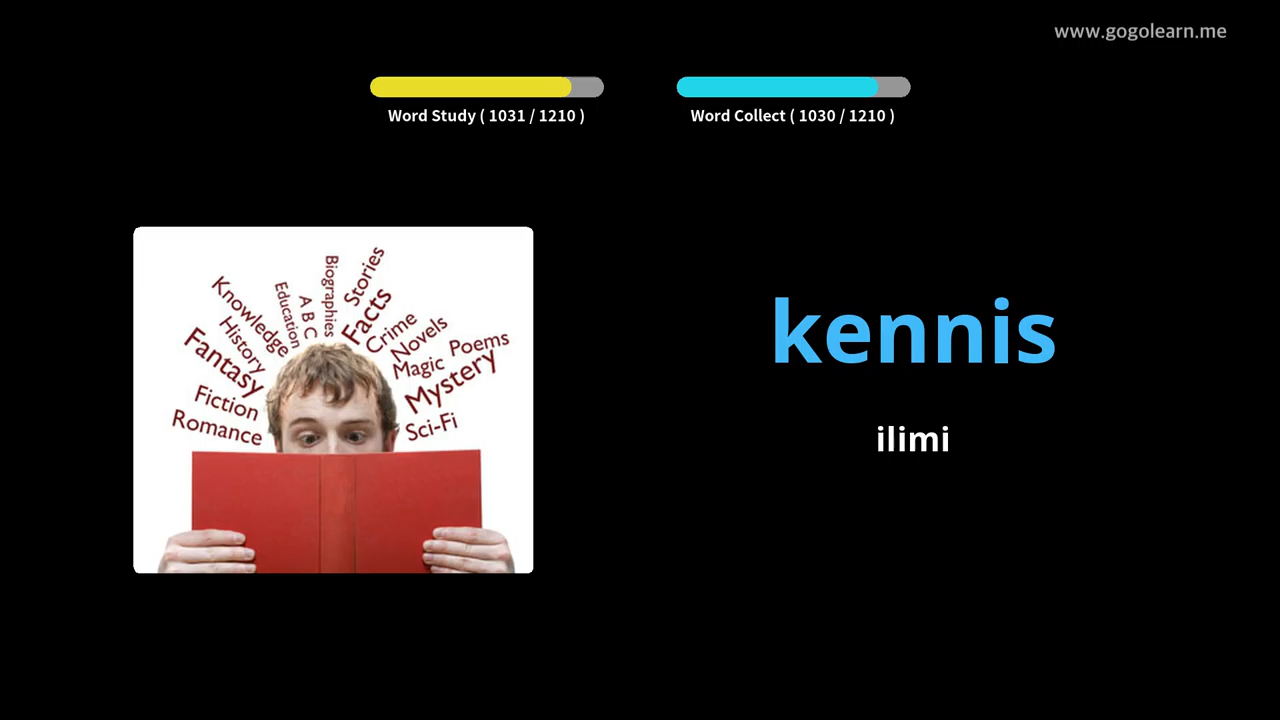 www.gogolearn.me
Word Study ( 1031 / 1210 )
Word Collect ( 1030 / 1210 )
Romance
Fiction
Fantasy
History
Knowledge
Education
A B C
Biographies
Stories
Facts
Crime
Novels
Magic
Poems
Mystery
Sci-Fi
kennis
ilimi